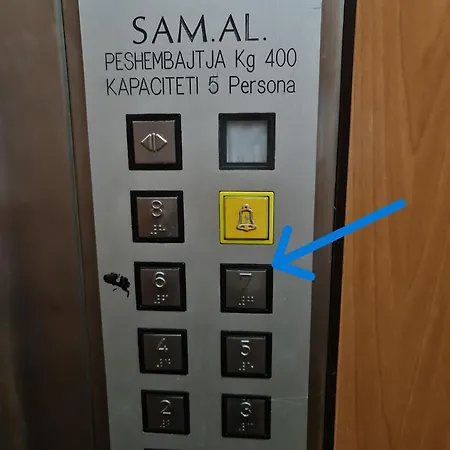 SAM.AL.
PESHEMBAJTJA Kg 400
KAPACITETI 5 Persona
8
6 7
4 5
2 3